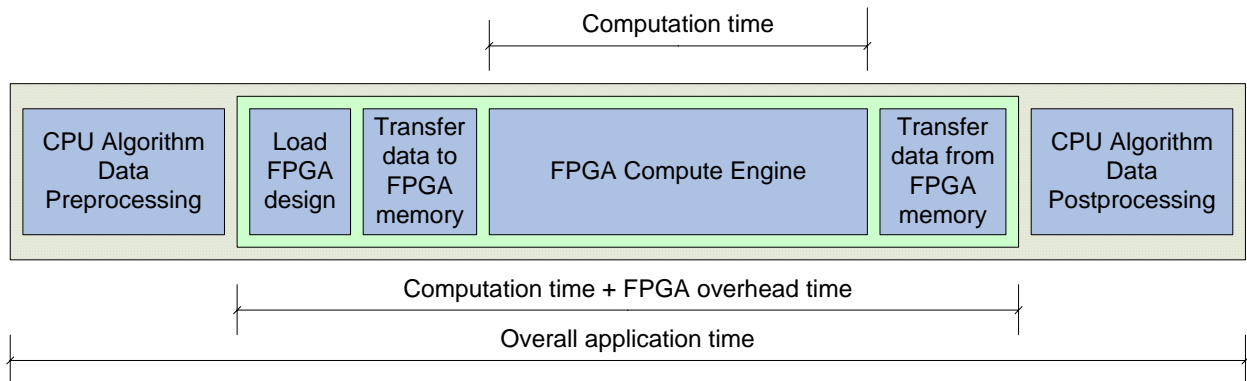 Computation time
CPU Algorithm
Data
Preprocessing
Load
FPGA
design
Transfer
data to
FPGA
memory
FPGA Compute Engine
Transfer
data from
FPGA
memory
CPU Algorithm
Data
Postprocessing
Computation time + FPGA overhead time
Overall application time